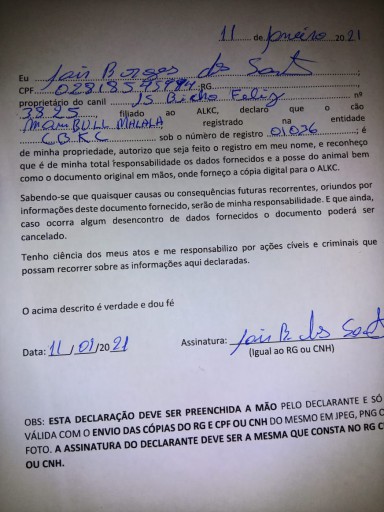 11 de Janeiro 2021
Eu Jair Borges dos Sant
CPF 02818595994 :RG ;
proprietário do canil JS Bicho Feliz nº
3825, filiado ao ALKC, declaro que o cão
MAMBULL MALALA registrado na entidade
CBKC sob o número de registro 01026; é
de minha propriedade, autorizo que seja feito o registro em meu nome, e reconheço
que é de minha total responsabilidade os dados fornecidos e a posse do animal bem
como o documento original em mãos, onde forneço a cópia digital para o ALKC.
Sabendo-se que quaisquer causas ou consequências futuras recorrentes, oriundos por
informações deste documento fornecido, serão de minha responsabilidade. E que ainda,
caso ocorra algum desencontro de dados fornecidos o documento poderá ser
cancelado.
Tenho ciência dos meus atos e me responsabilizo por ações cíveis e criminais que
possam recorrer sobre as informações aqui declaradas.
O acima descrito é verdade e dou fé
Data: 11/01/2021 Assinatura: Jair B dos Sant
(Igual ao RG ou CNH)
OBS: ESTA DECLARAÇÃO DEVE SER PREENCHIDA A MÃO PELO DECLARANTE E SÓ
VÁLIDA COM O ENVIO DAS CÓPIAS DO RG E CPF OU CNH DO MESMO EM JPEG, PNG O
FOTO. A ASSINATURA DO DECLARANTE DEVE SER A MESMA QUE CONSTA NO RG C
OU CNH.